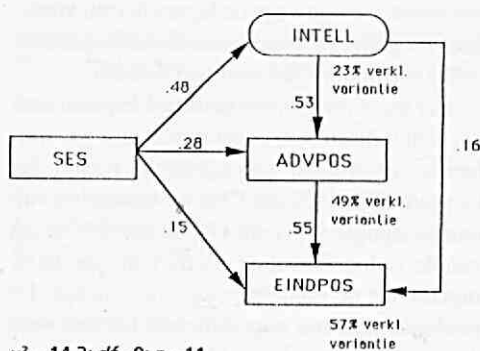 INTELL
23% verkl.
variantie
.48
.53
.16
SES
.28
ADVPOS
49% verkl.
variantie
.15
.55
EINDPOS
57% verkl.
variantie